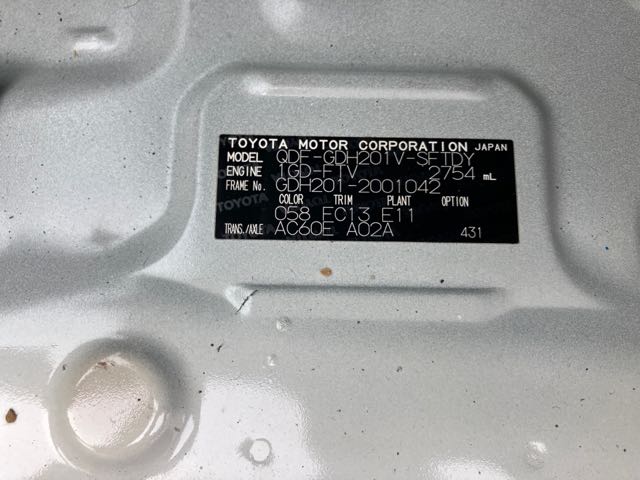 TOYOTA MOTOR CORPORATION JAPAN
MODEL QDF-GDH201V-SFTDY
ENGINE 1GD-FTV 2754 mL
FRAME No. GDH201-2001042
COLOR TRIM PLANT OPTION
058 EC13 E11
TRANS./AXLE AC60E A02A 431